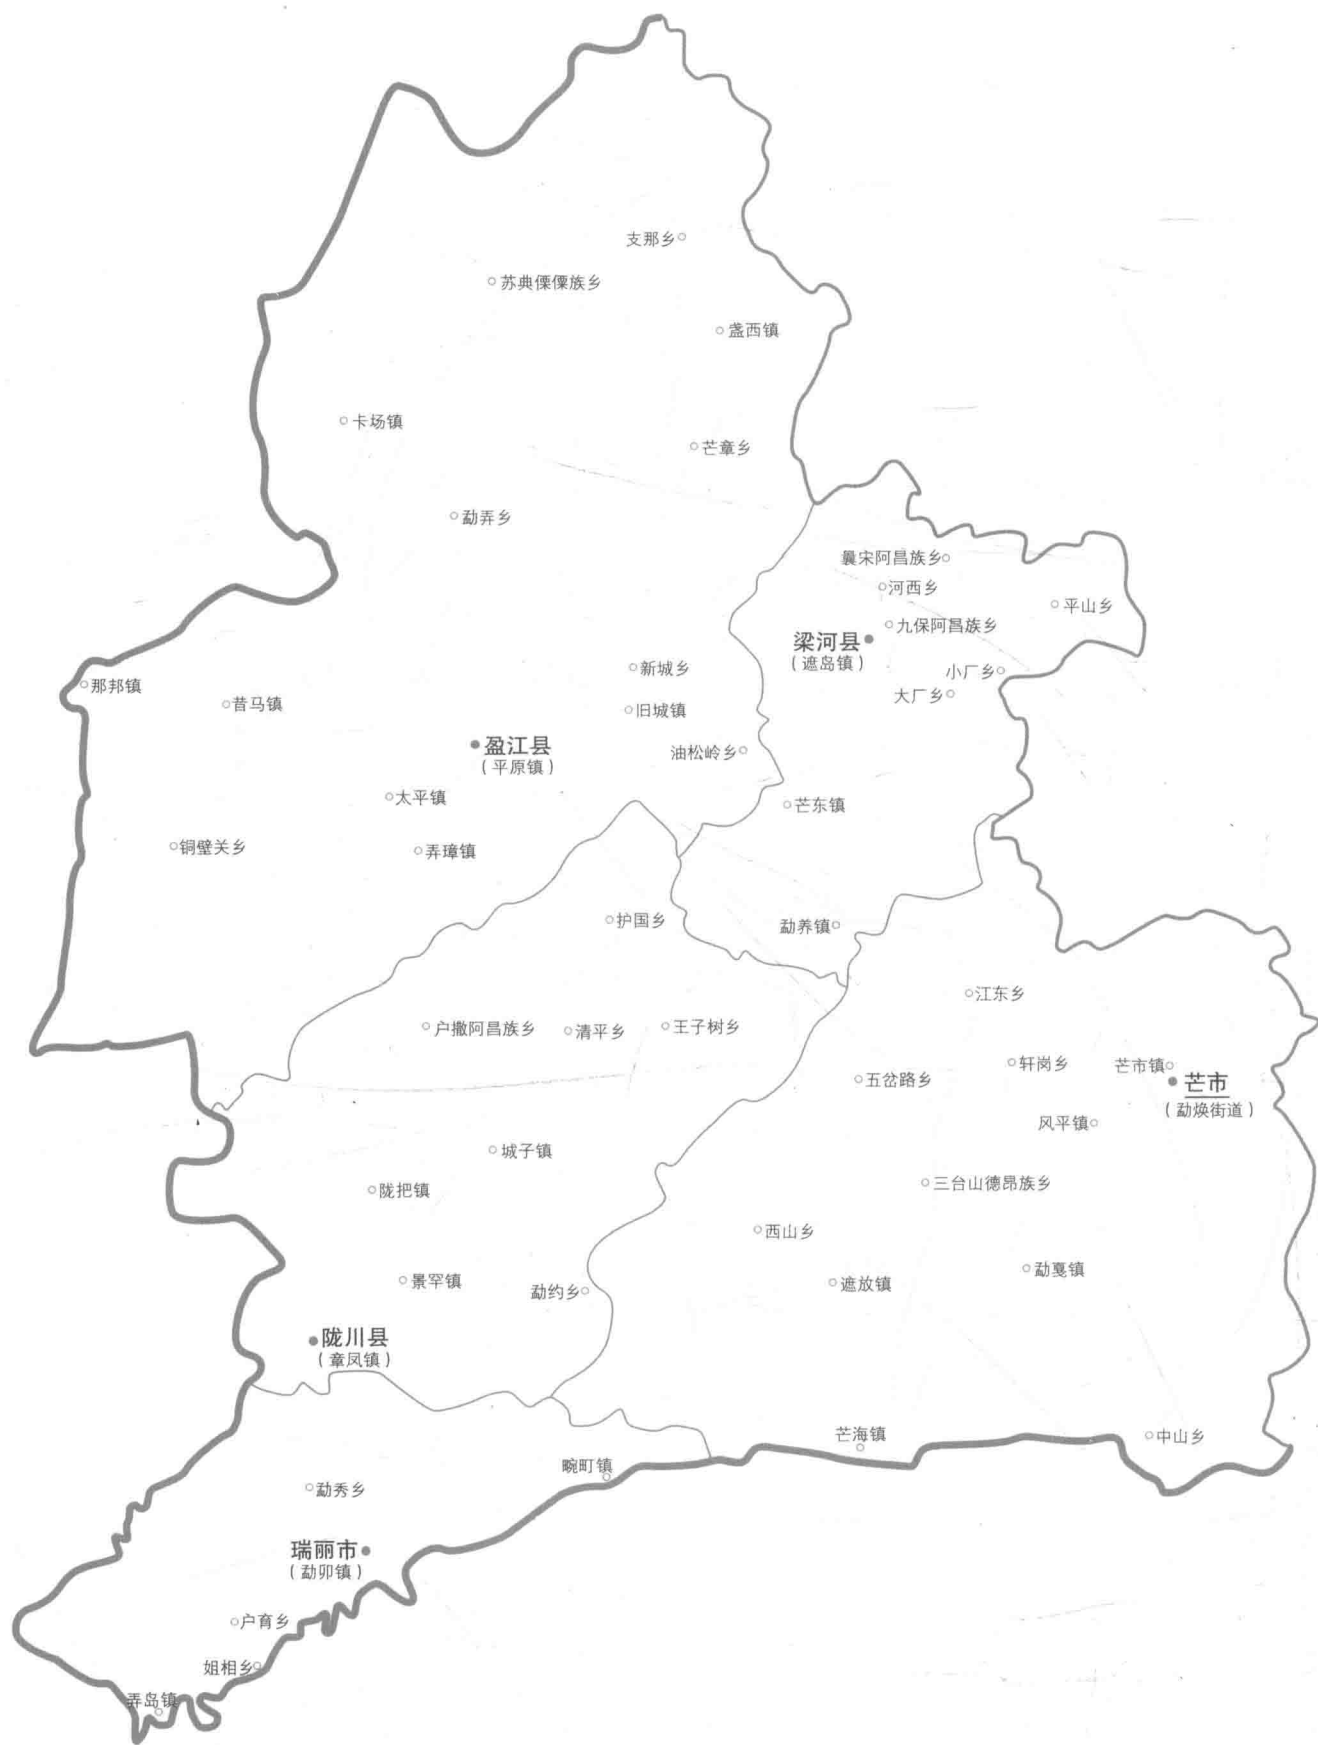 支那乡
苏典傈僳族乡
盏西镇
卡场镇
芒章乡
勐弄乡
曩宋阿昌族乡
河西乡
平山乡
九保阿昌族乡
梁河县
(遮岛镇)
新城乡
小厂乡
那邦镇
大厂乡
昔马镇
旧城镇
盈江县
油松岭乡
(平原镇)
太平镇
芒东镇
铜壁关乡
弄璋镇
护国乡
勐养镇
江东乡
户撒阿昌族乡
清平乡
王子树乡
轩岗乡
芒市镇
五岔路乡
芒市
(勐焕街道)
风平镇
城子镇
三台山德昂族乡
陇把镇
西山乡
勐戛镇
景罕镇
遮放镇
勐约乡
陇川县
(章凤镇)
芒海镇
中山乡
畹町镇
勐秀乡
瑞丽市
(勐卯镇)
户育乡
姐相乡
弄岛镇